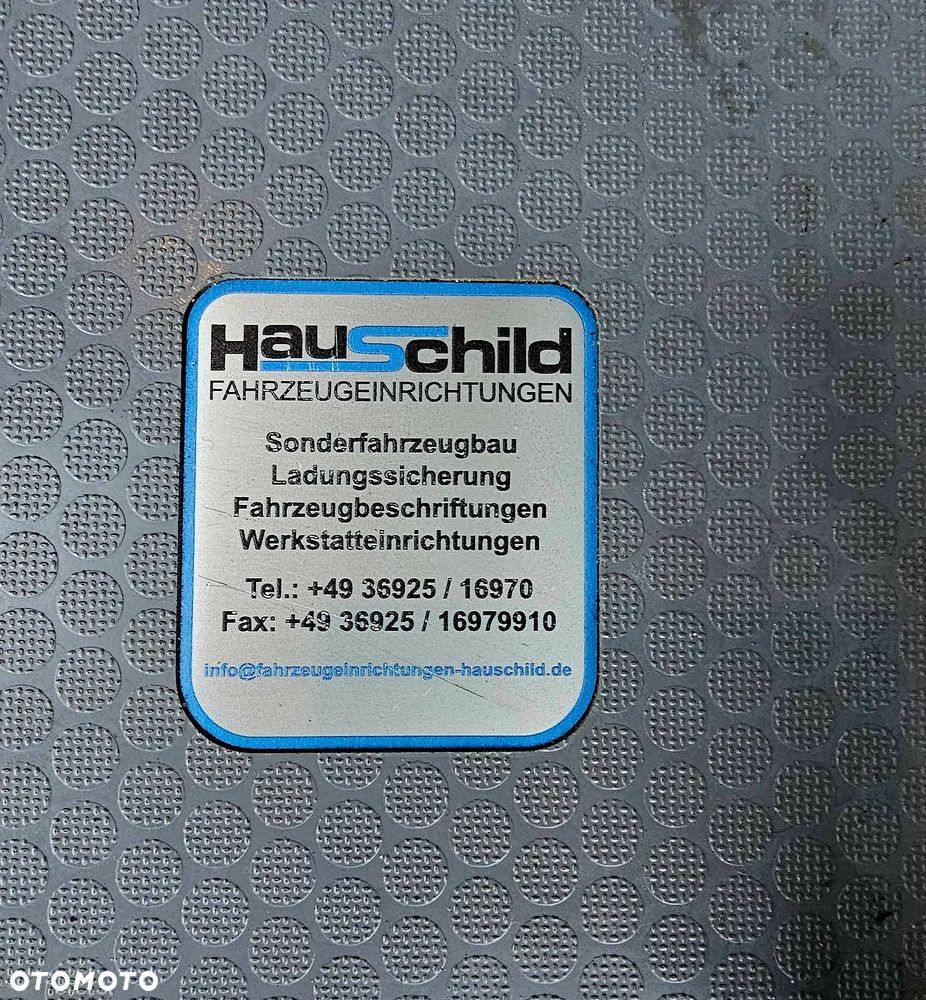 HauSchild
FAHRZEUGEINRICHTUNGEN
Sonderfahrzeugbau
Ladungssicherung
Fahrzeugbeschriftungen
Werkstatteinrichtungen
Tel.: +49 36925 / 16970
Fax: +49 36925 / 16979910
info@fahrzeugeinrichtungen-hauschild.de
OTOMOTO